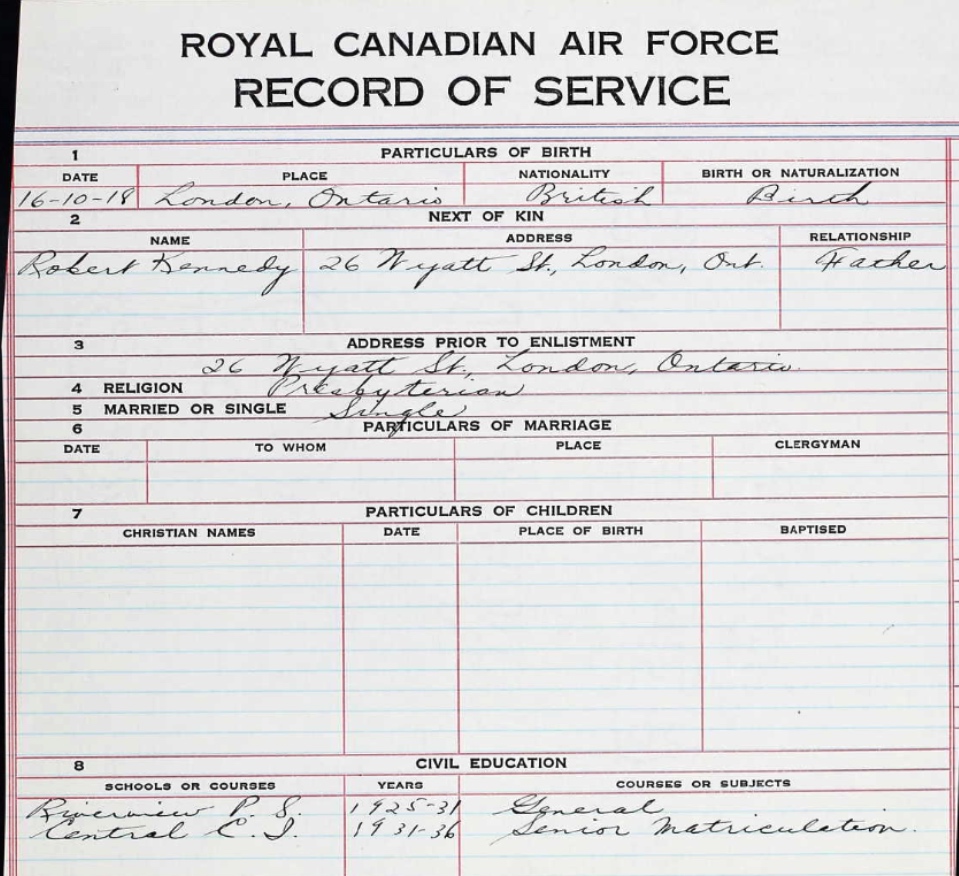 ROYAL CANADIAN AIR FORCE
RECORD OF SERVICE
1 PARTICULARS OF BIRTH
DATE PLACE NATIONALITY BIRTH OR NATURALIZATION
16-10-18 London, Ontario British Birth
2 NEXT OF KIN
NAME ADDRESS RELATIONSHIP
Robert Kennedy 26 Wyatt St., London, Ont. Father
3 ADDRESS PRIOR TO ENLISTMENT
26 Wyatt St., London, Ontario.
4 RELIGION Presbyterian
5 MARRIED OR SINGLE Single
6 PARTICULARS OF MARRIAGE
DATE TO WHOM PLACE CLERGYMAN
7 PARTICULARS OF CHILDREN
CHRISTIAN NAMES DATE PLACE OF BIRTH BAPTISED
8 CIVIL EDUCATION
SCHOOLS OR COURSES YEARS COURSES OR SUBJECTS
Riverview P. S. 1925-31 General
Central C. I. 1931-36 Senior Matriculation.